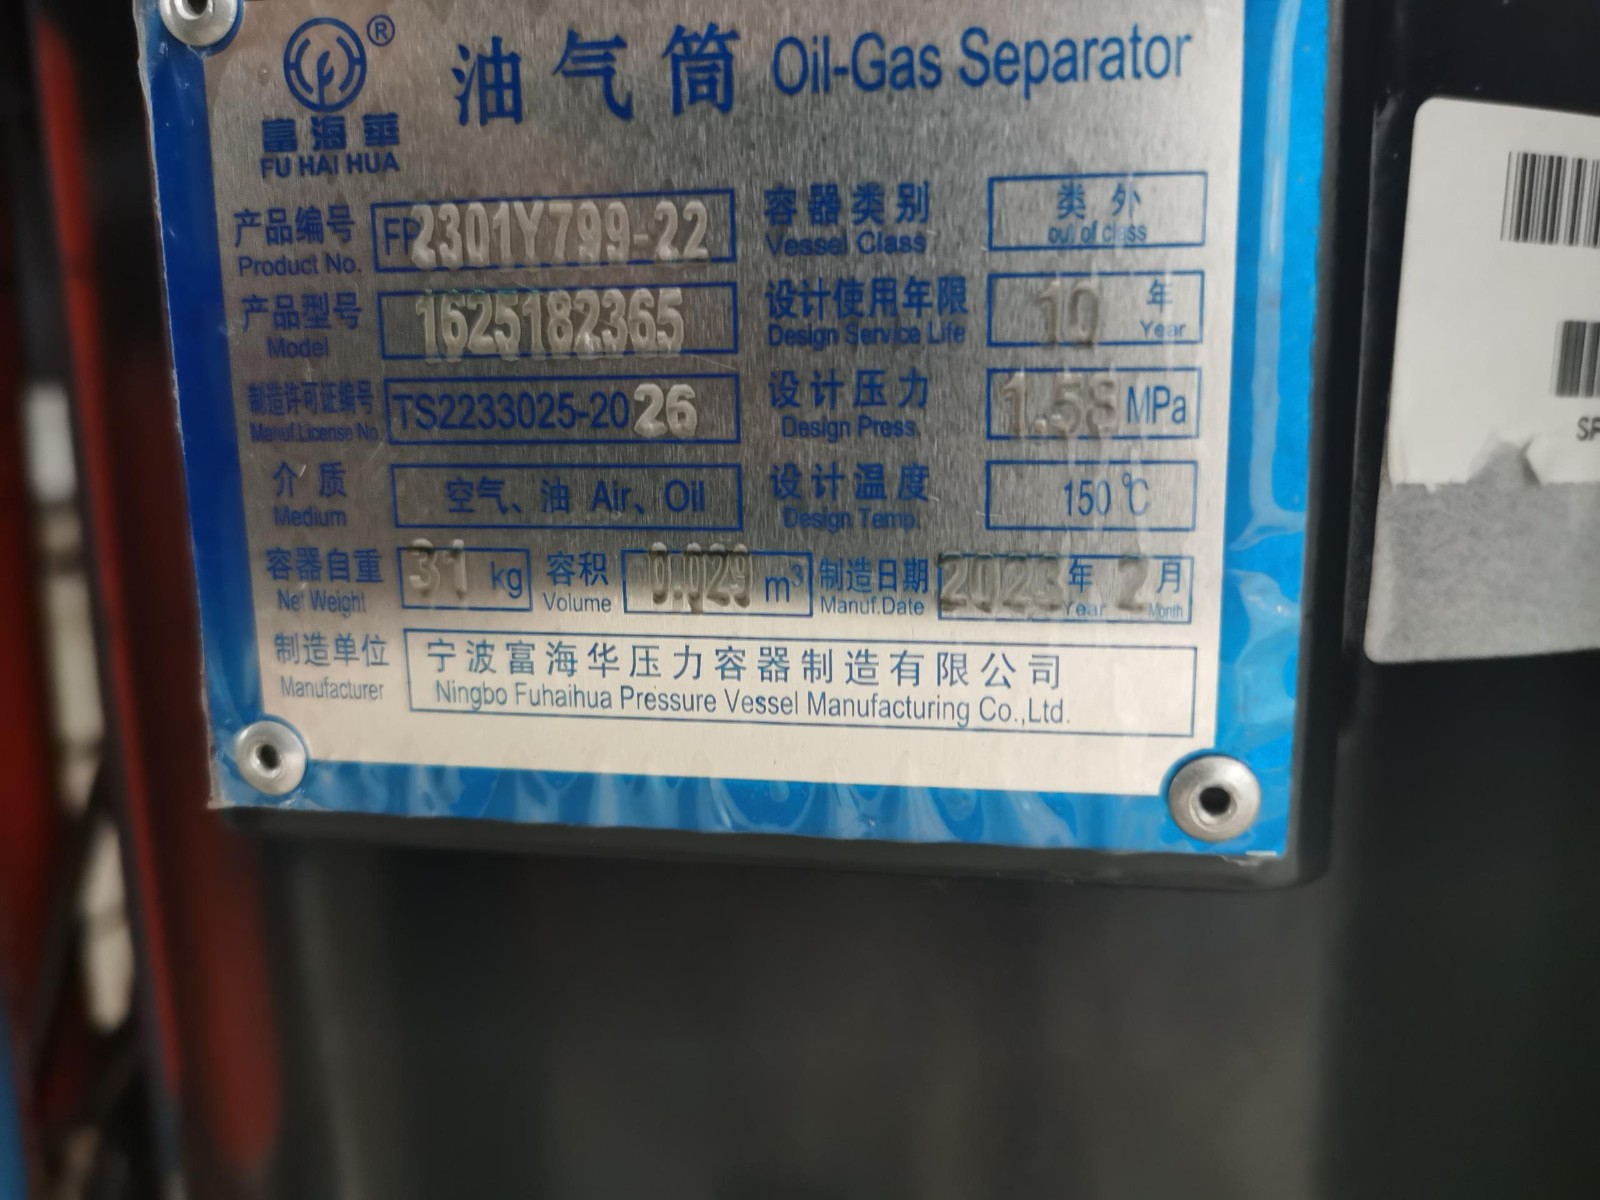 ®
富海華
FU HAI HUA
油气筒 Oil-Gas Separator
产品编号 FP2301Y799-22 容器类别 类外
Product No. Vessel Class out of class
产品型号 1625182365 设计使用年限 10 年
Model Design Service Life Year
制造许可证编号 TS2233025-2026 设计压力 1.58 MPa
Manuf.License No. Design Press.
介质 空气、油 Air、Oil 设计温度 150℃
Medium Design Temp.
容器自重 31 kg 容积 0.029 m³ 制造日期 2023 年 2 月
Net Weight Volume Manuf.Date Year Month
制造单位 宁波富海华压力容器制造有限公司
Manufacturer Ningbo Fuhaihua Pressure Vessel Manufacturing Co.,Ltd.